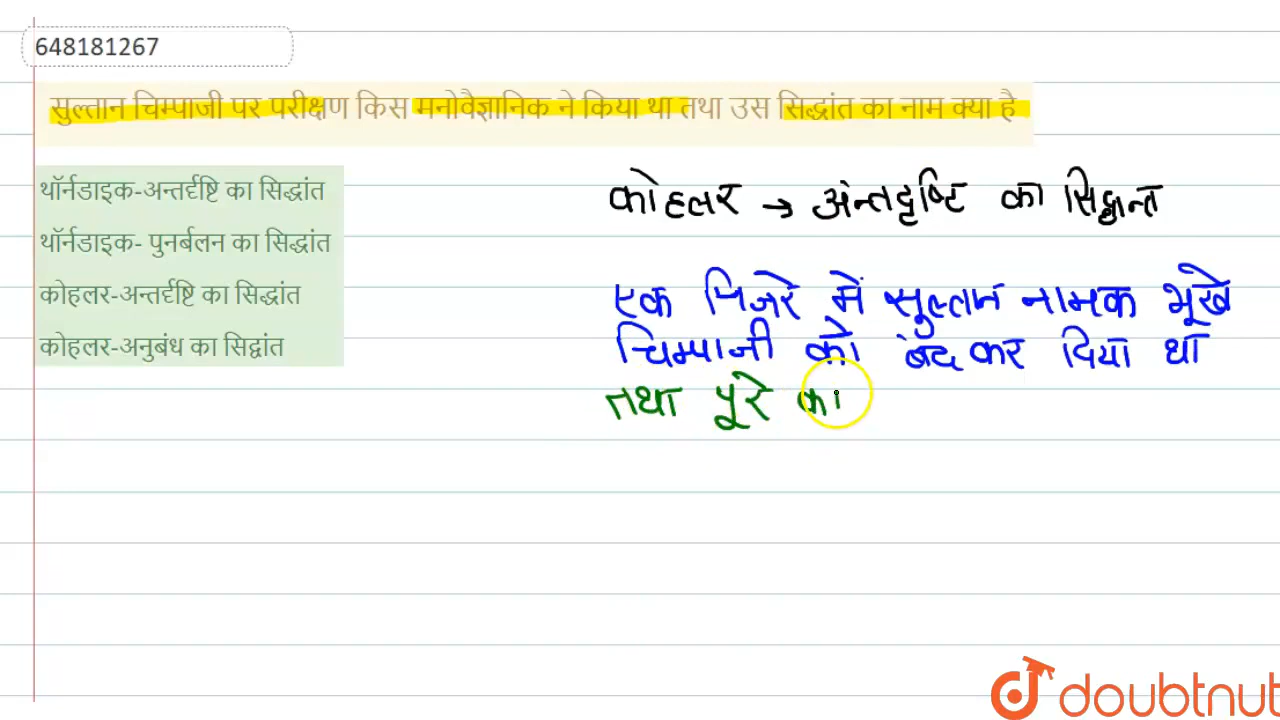 648181267
सुल्तान चिम्पाजी पर परीक्षण किस मनोवैज्ञानिक ने किया था तथा उस सिद्धांत का नाम क्या है
थॉर्नडाइक-अन्तर्दृष्टि का सिद्धांत
थॉर्नडाइक- पुनर्बलन का सिद्धांत
कोहलर-अन्तर्दृष्टि का सिद्धांत
कोहलर-अनुबंध का सिद्वांत
कोहलर → अंन्तदृष्टि का सिद्धान्त
एक पिजरे में सुल्तान नामक भूखे
चिम्पाजी को बंद कर दिया था
तथा पूरे का
doubtnut